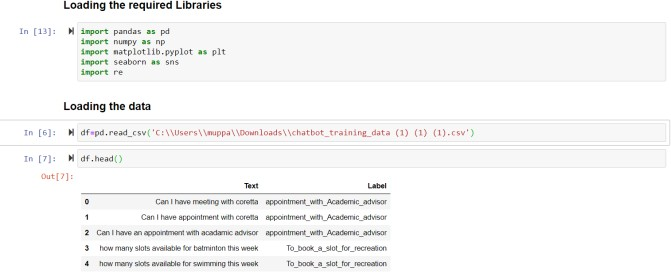 Loading the required Libraries
In [13]: import pandas as pd
import numpy as np
import matplotlib.pyplot as plt
import seaborn as sns
import re
Loading the data
In [6]: df=pd.read_csv('C:\\Users\\muppa\\Downloads\\chatbot_training_data (1) (1) (1).csv')
In [7]: df.head()
Out[7]:
Text Label
0 Can I have meeting with coretta appointment_with_Academic_advisor
1 Can I have appointment with coretta appointment_with_Academic_advisor
2 Can I have an appointment with acadamic advisor appointment_with_Academic_advisor
3 how many slots available for batminton this week To_book_a_slot_for_recreation
4 how many slots available for swimming this week To_book_a_slot_for_recreation